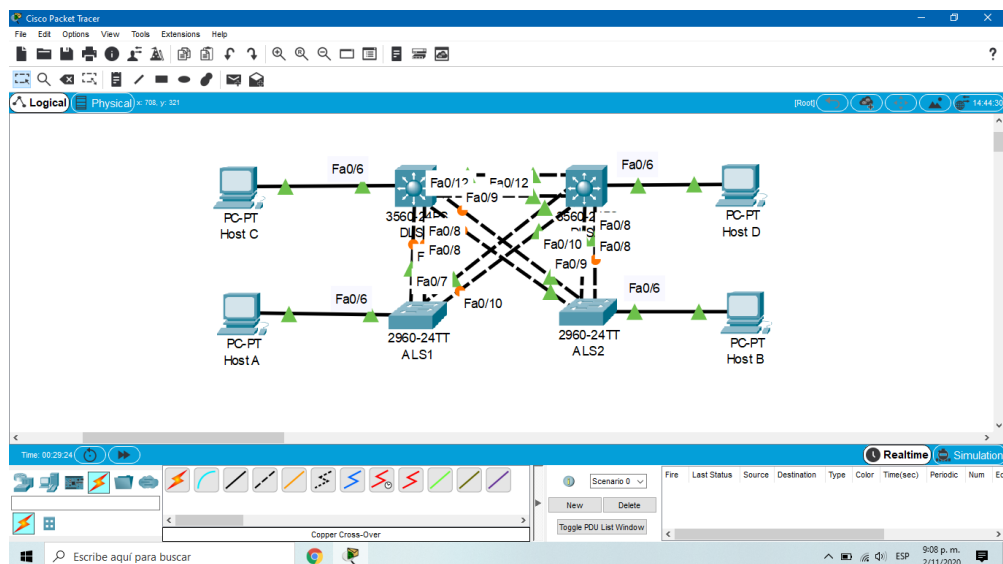 Cisco Packet Tracer
File Edit Options View Tools Extensions Help
?
Logical Physical x: 708, y: 321 [Root] 14:44:30
Fa0/6 Fa0/6
Fa0/12 Fa0/12
Fa0/9
PC-PT PC-PT
Host C Host D
Fa0/8 Fa0/8
Fa0/8 Fa0/10 Fa0/8
Fa0/9
Fa0/7
Fa0/6 Fa0/10 Fa0/6
PC-PT 2960-24TT 2960-24TT PC-PT
Host A ALS1 ALS2 Host B
Time: 00:29:24 Realtime Simulation
Scenario 0 Fire Last Status Source Destination Type Color Time(sec) Periodic Num
New Delete
Toggle PDU List Window
Copper Cross-Over
Escribe aquí para buscar ESP 9:08 p. m.
2/11/2020